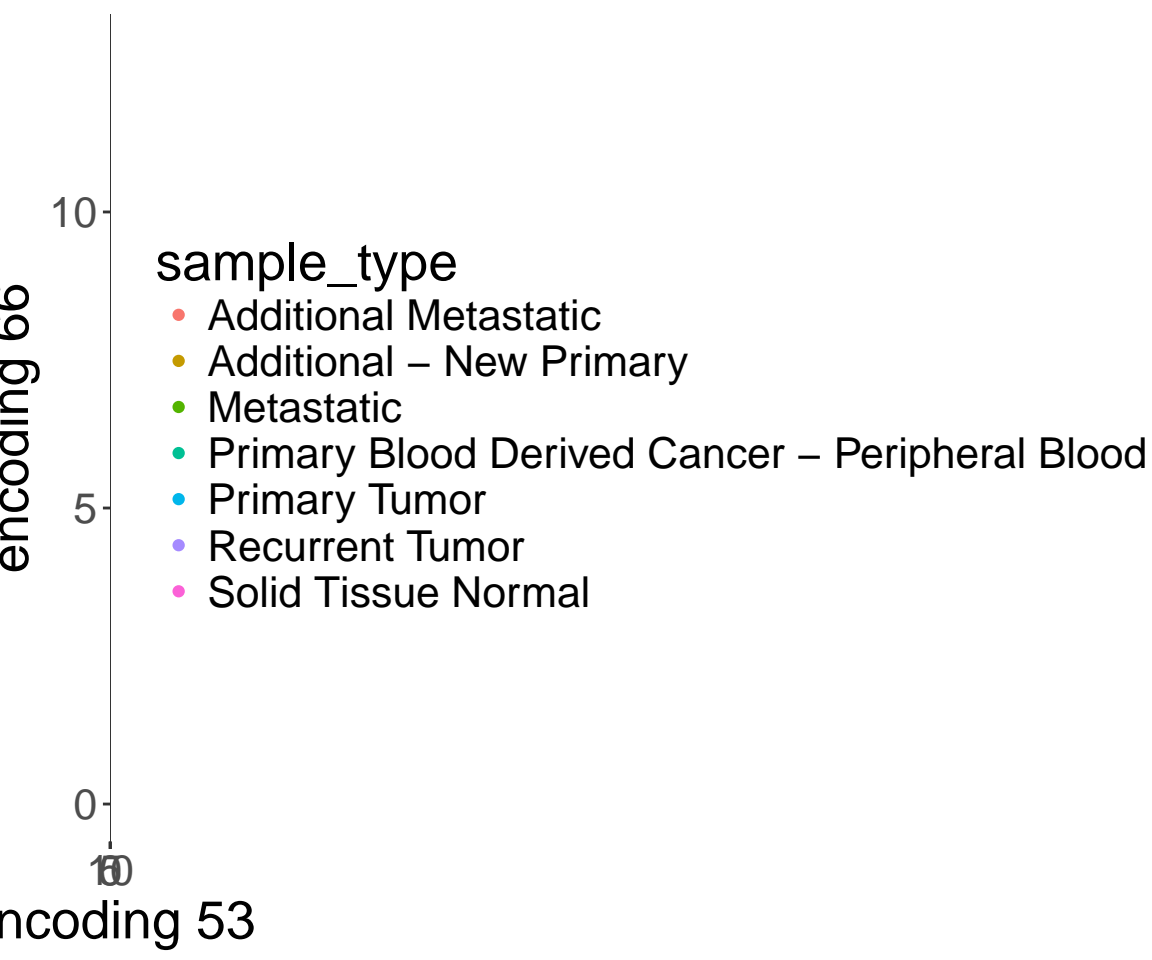 10
sample_type
Additional Metastatic
Additional – New Primary
encoding 66
Metastatic
Primary Blood Derived Cancer – Peripheral Blood
5
Primary Tumor
Recurrent Tumor
Solid Tissue Normal
0
ncoding 53